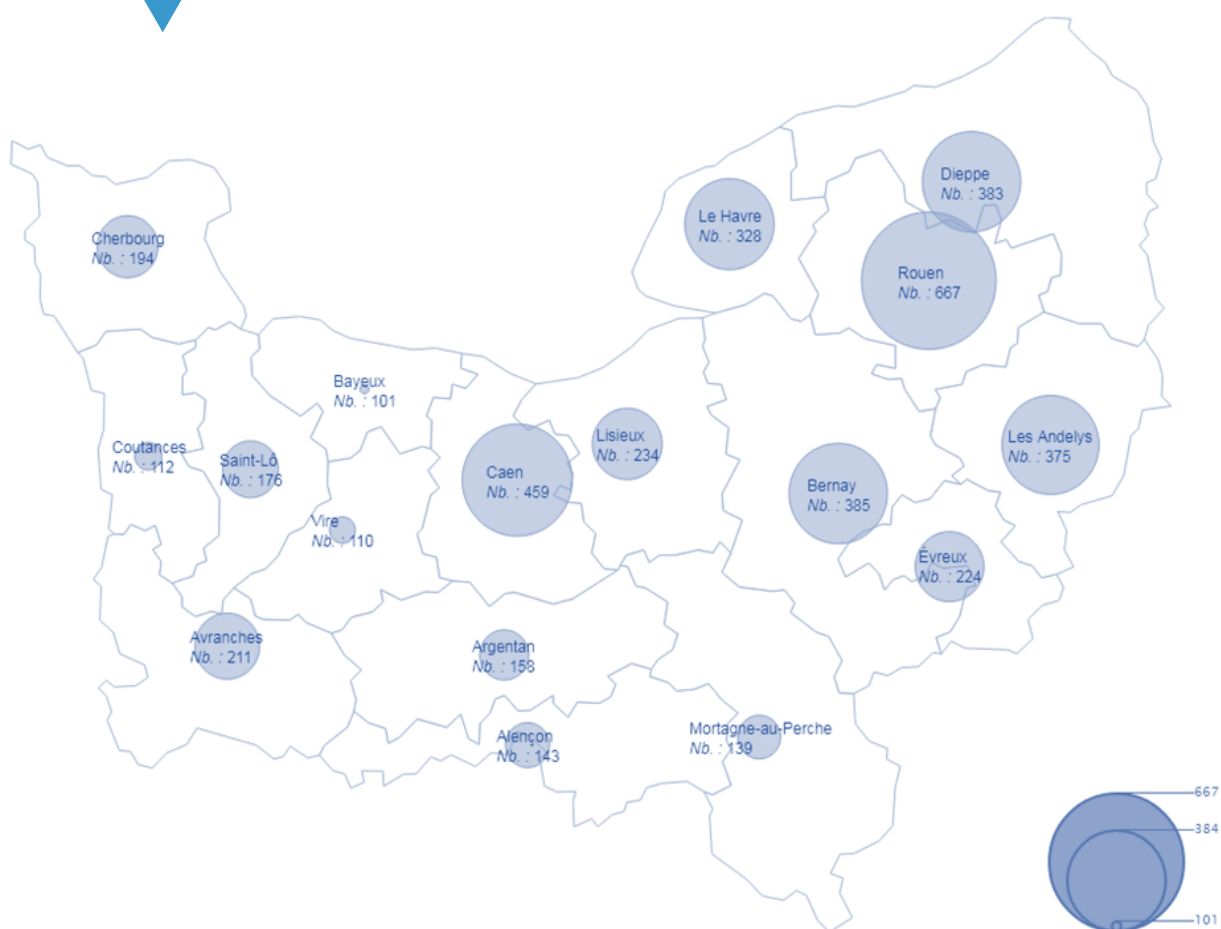 Dieppe
Nb. : 383
Le Havre
Nb. : 328
Cherbourg
Nb. : 194
Rouen
Nb. : 667
Bayeux
Nb. : 101
Coutances
Nb. : 112
Saint-Lô
Nb. : 176
Caen
Nb. : 459
Lisieux
Nb. : 234
Les Andelys
Nb. : 375
Bernay
Nb. : 385
Vire
Nb. : 110
Évreux
Nb. : 224
Avranches
Nb. : 211
Argentan
Nb. : 158
Alençon
Nb. : 143
Mortagne-au-Perche
Nb. : 139
667
384
101